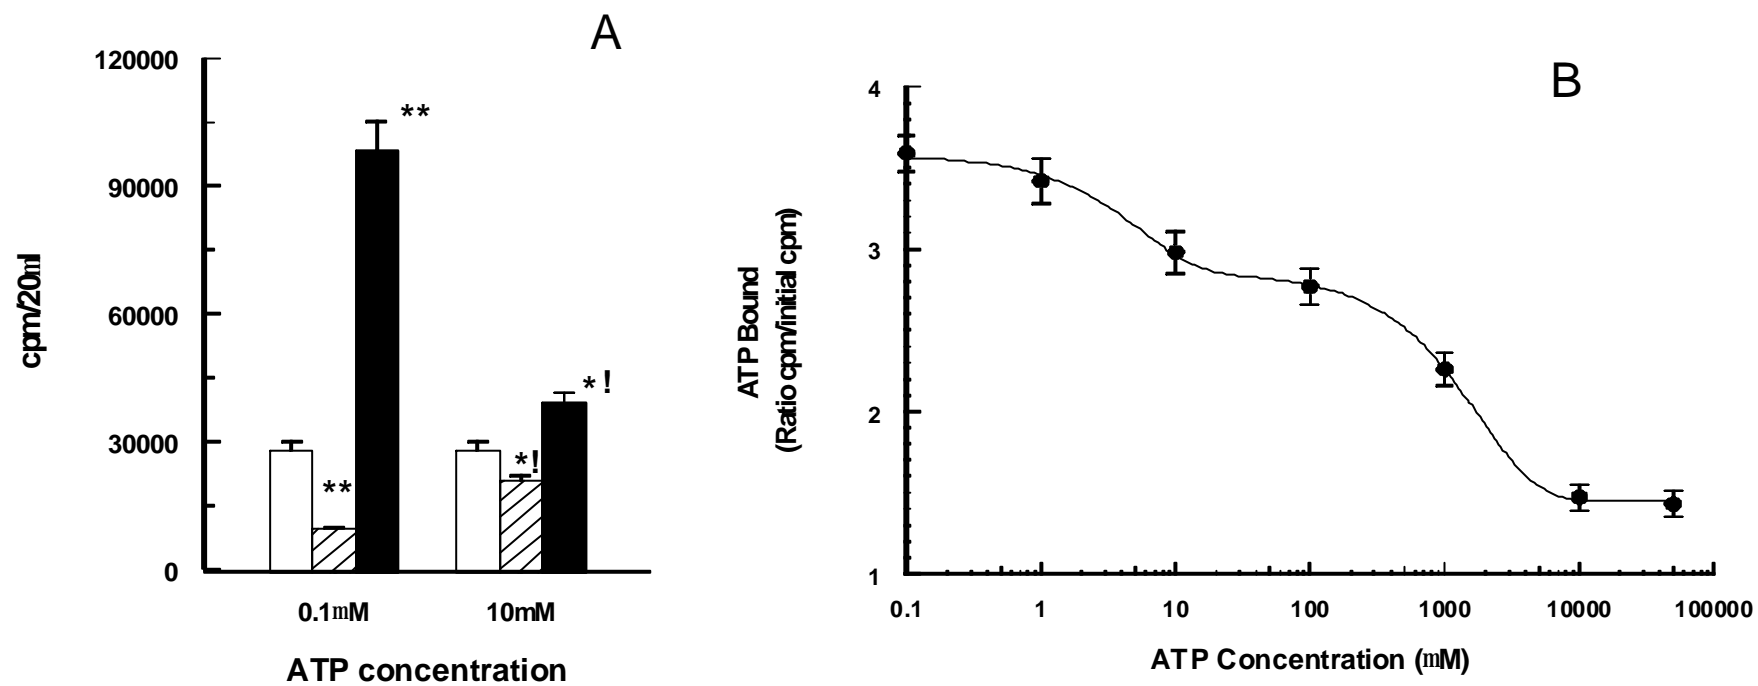 A
120000
90000
60000
30000
0
cpm/20ml
**
**
*!
*!
0.1mM
10mM
ATP concentration
B
4
3
2
1
ATP Bound
(Ratio cpm/initial cpm)
0.1
1
10
100
1000
10000
100000
ATP Concentration (mM)